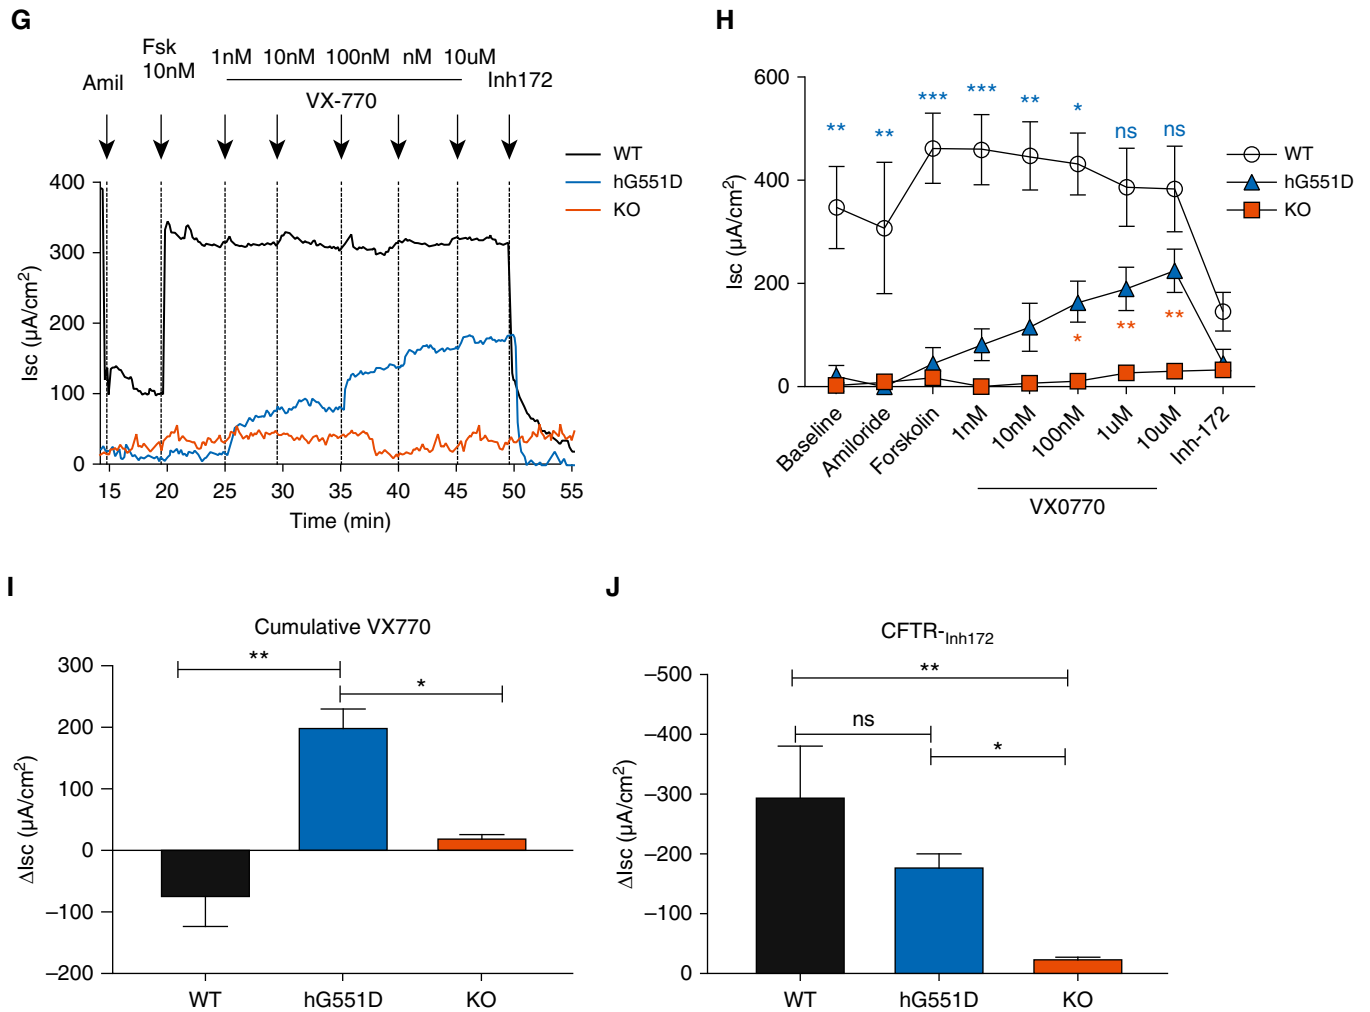 G
Fsk
10nM
1nM 10nM 100nM nM 10uM
Amil
Inh172
VX-770
WT
hG551D
KO
400
300
200
100
0
Isc (µA/cm²)
15 20 25 30 35 40 45 50 55
Time (min)
H
600
400
200
0
Isc (µA/cm²)
** ** *** *** ** * ns ns
* ** **
WT
hG551D
KO
Baseline
Amiloride
Forskolin
1nM
10nM
100nM
1uM
10uM
Inh-172
VX0770
I
Cumulative VX770
** *
300
200
100
0
–100
–200
ΔIsc (µA/cm²)
WT hG551D KO
J
CFTR-Inh172
**
ns
*
–500
–400
–300
–200
–100
0
ΔIsc (µA/cm²)
WT hG551D KO